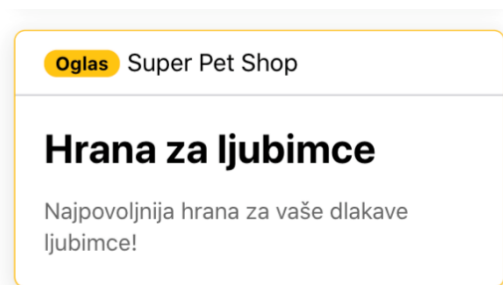 Oglas Super Pet Shop
Hrana za ljubimce
Najpovoljnija hrana za vaše dlakave
ljubimce!